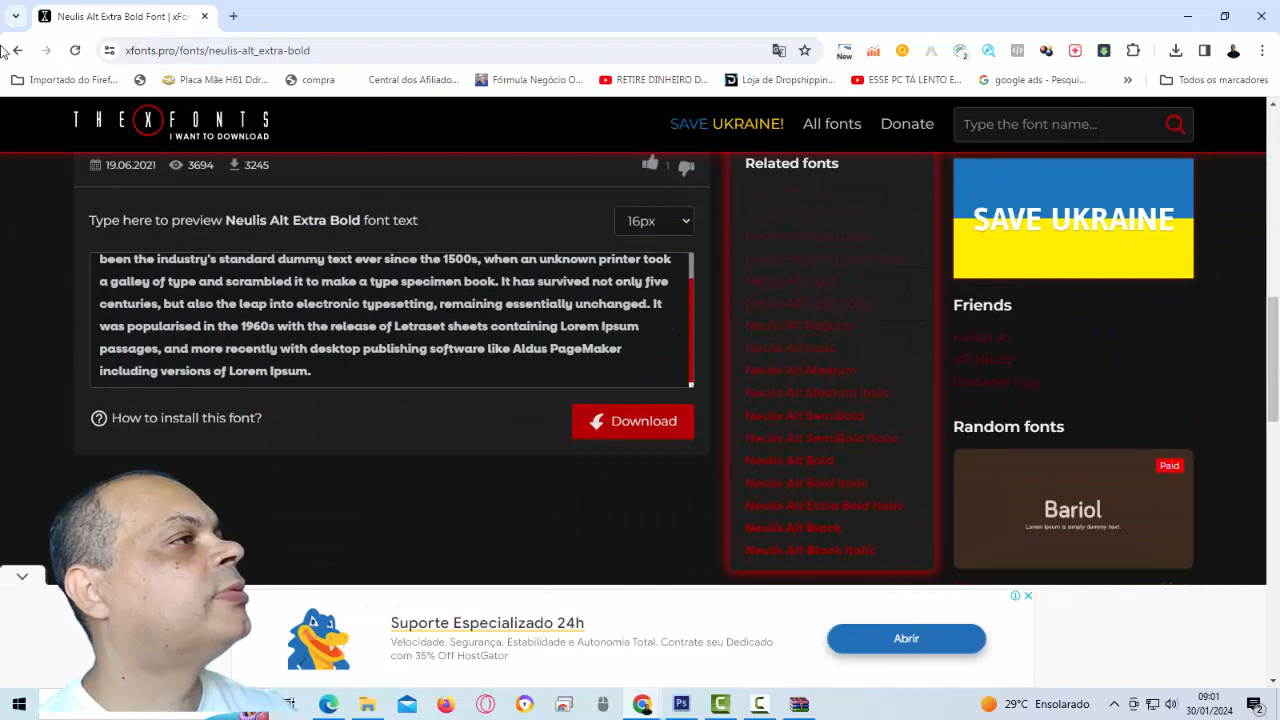 Neulis Alt Extra Bold font | X Fon
xfonts.pro/fonts/neulis-alt_extra-bold
New
2
Importado do Firef...
Placa Mãe H61 Ddr...
compra
Central dos Afiliado...
Fórmula Negócio O...
RETIRE DINHEIRO D...
Loja de Dropshippin...
ESSE PC TÁ LENTO E...
google ads - Pesqui...
Todos os marcadores
THE X FONTS
I WANT TO DOWNLOAD
SAVE UKRAINE!
All fonts
Donate
Type the font name...
19.06.2021
3694
3245
1
Type here to preview Neulis Alt Extra Bold font text
16px
been the industry's standard dummy text ever since the 1500s, when an unknown printer took
a galley of type and scrambled it to make a type specimen book. It has survived not only five
centuries, but also the leap into electronic typesetting, remaining essentially unchanged. It
was popularised in the 1960s with the release of Letraset sheets containing Lorem Ipsum
passages, and more recently with desktop publishing software like Aldus PageMaker
including versions of Lorem Ipsum.
How to install this font?
Download
Related fonts
Neulis Alt Light
Neulis Alt Light Italic
Neulis Alt Regular
Neulis Alt Italic
Neulis Alt Medium
Neulis Alt Medium Italic
Neulis Alt SemiBold
Neulis Alt SemiBold Italic
Neulis Alt Bold
Neulis Alt Bold Italic
Neulis Alt Extra Bold Italic
Neulis Alt Black
Neulis Alt Black Italic
SAVE UKRAINE
Friends
VR Nerds
Random fonts
Paid
Bariol
Lorem Ipsum is simply dummy text.
Suporte Especializado 24h
Velocidade, Segurança, Estabilidade e Autonomia Total. Contrate seu Dedicado
com 35% Off HostGator
Abrir
29°C Ensolarado
09:01
30/01/2024
2